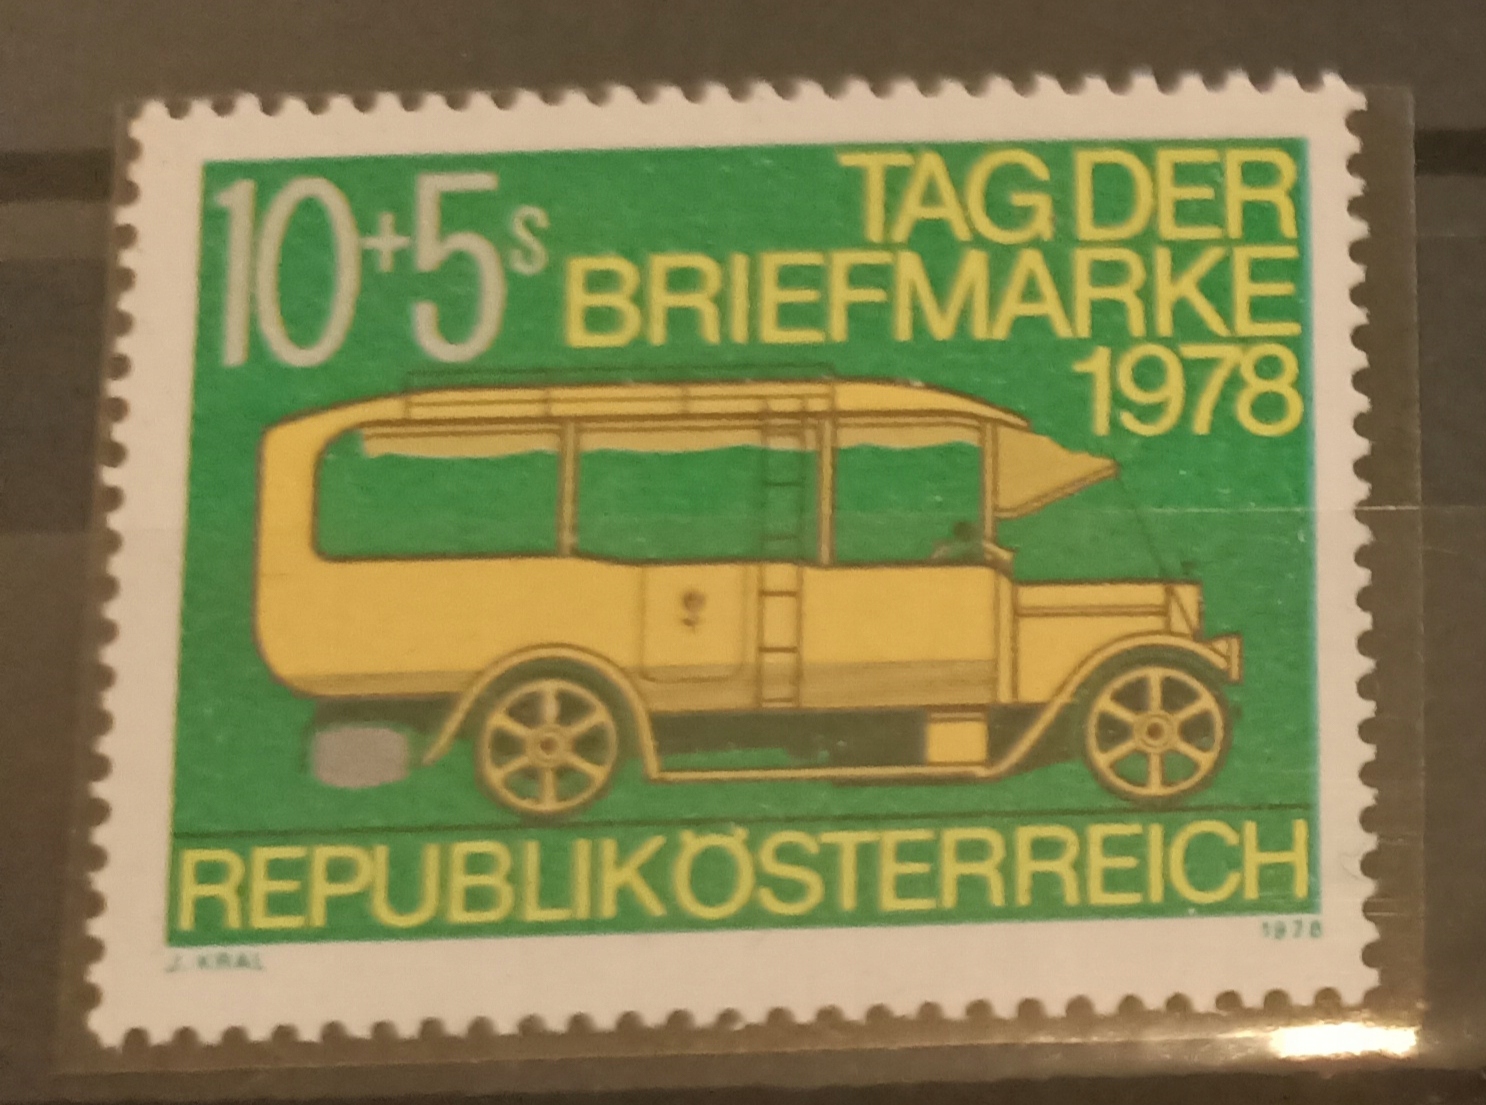 10+5s
TAG DER
BRIEFMARKE
1978
REPUBLIK ÖSTERREICH
J. KRAL
1978